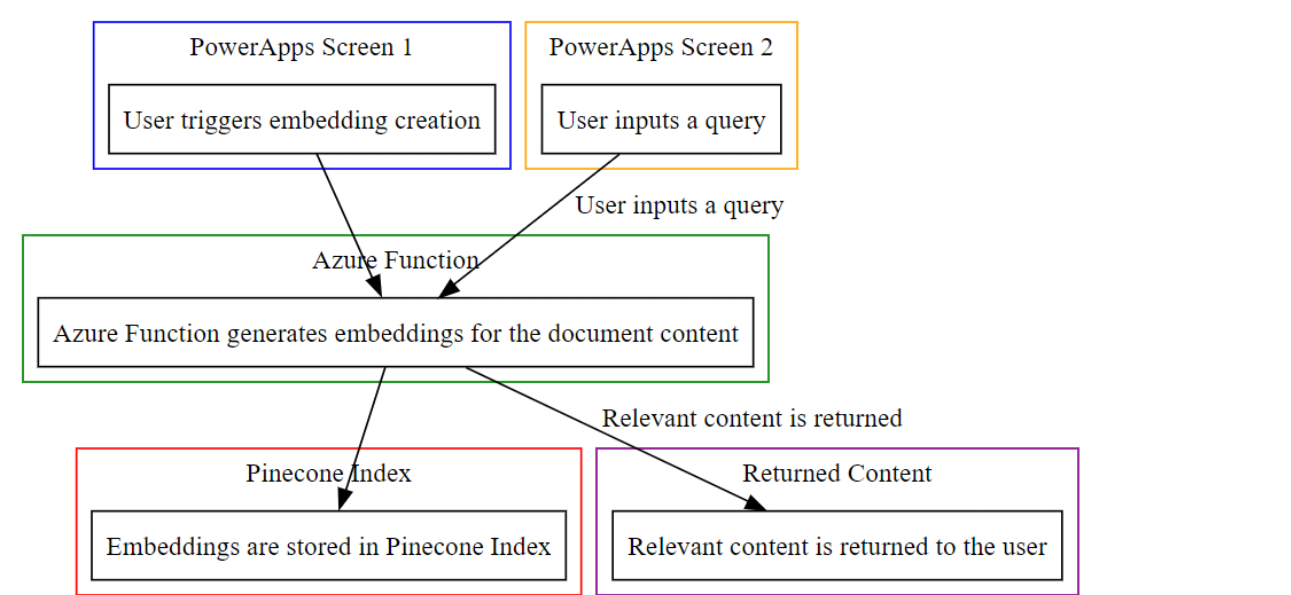 PowerApps Screen 1
PowerApps Screen 2
User triggers embedding creation
User inputs a query
User inputs a query
Azure Function
Azure Function generates embeddings for the document content
Relevant content is returned
Pinecone Index
Returned Content
Embeddings are stored in Pinecone Index
Relevant content is returned to the user